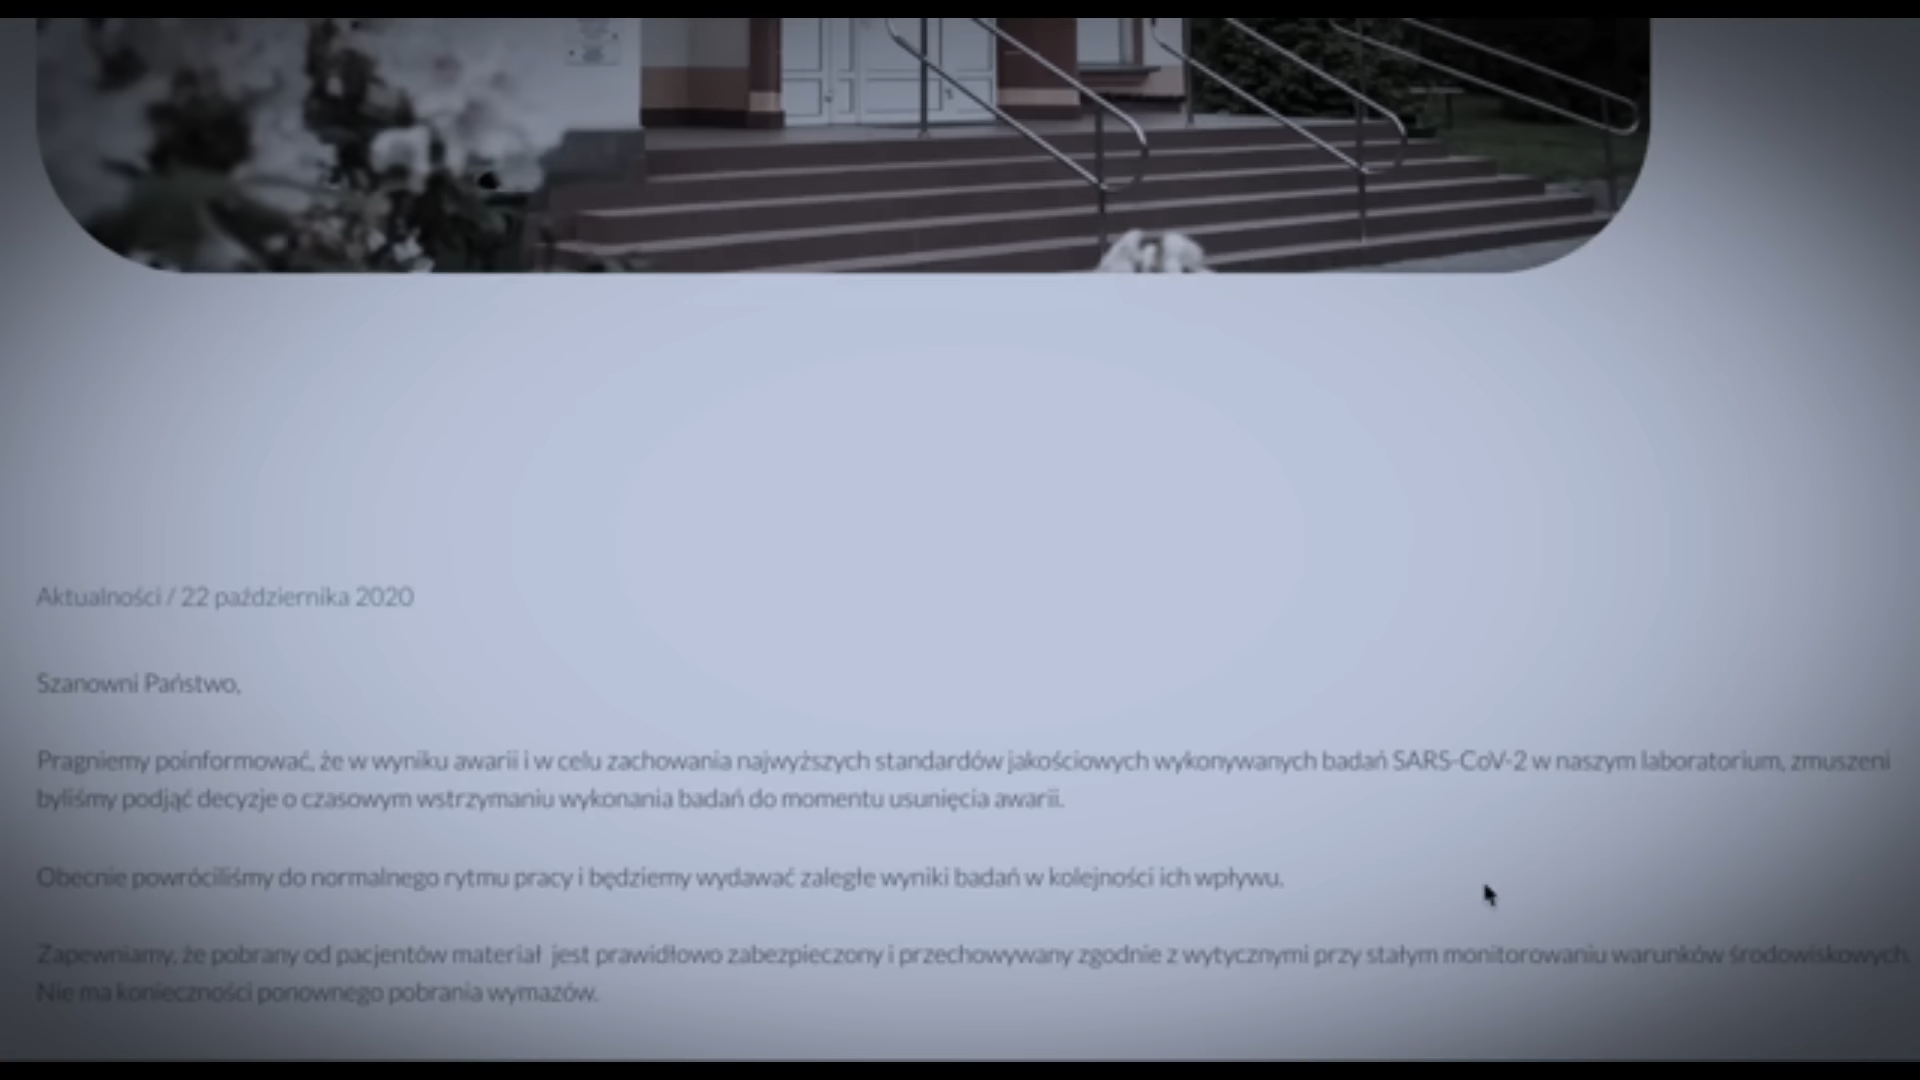 Aktualności / 22 października 2020
Szanowni Państwo,
Pragniemy poinformować, że w wyniku awarii i w celu zachowania najwyższych standardów jakościowych wykonywanych badań SARS-CoV-2 w naszym laboratorium, zmuszeni
byliśmy podjąć decyzje o czasowym wstrzymaniu wykonania badań do momentu usunięcia awarii.
Obecnie powróciliśmy do normalnego rytmu pracy i będziemy wydawać zaległe wyniki badań w kolejności ich wpływu.
Zapewniamy, że pobrany od pacjentów materiał jest prawidłowo zabezpieczony i przechowywany zgodnie z wytycznymi przy stałym monitorowaniu warunków środowiskowych.
Nie ma konieczności ponownego pobrania wymazów.